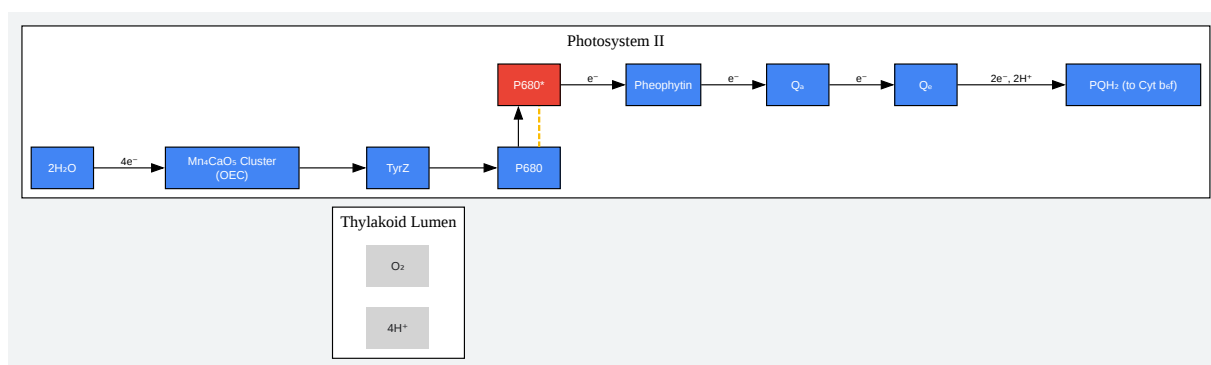 Photosystem II
P680*
e⁻
Pheophytin
e⁻
Qₐ
e⁻
Qₑ
2e⁻, 2H⁺
PQH₂ (to Cyt b₆f)
2H₂O
4e⁻
Mn₄CaO₅ Cluster
(OEC)
TyrZ
P680
Thylakoid Lumen
O₂
4H⁺